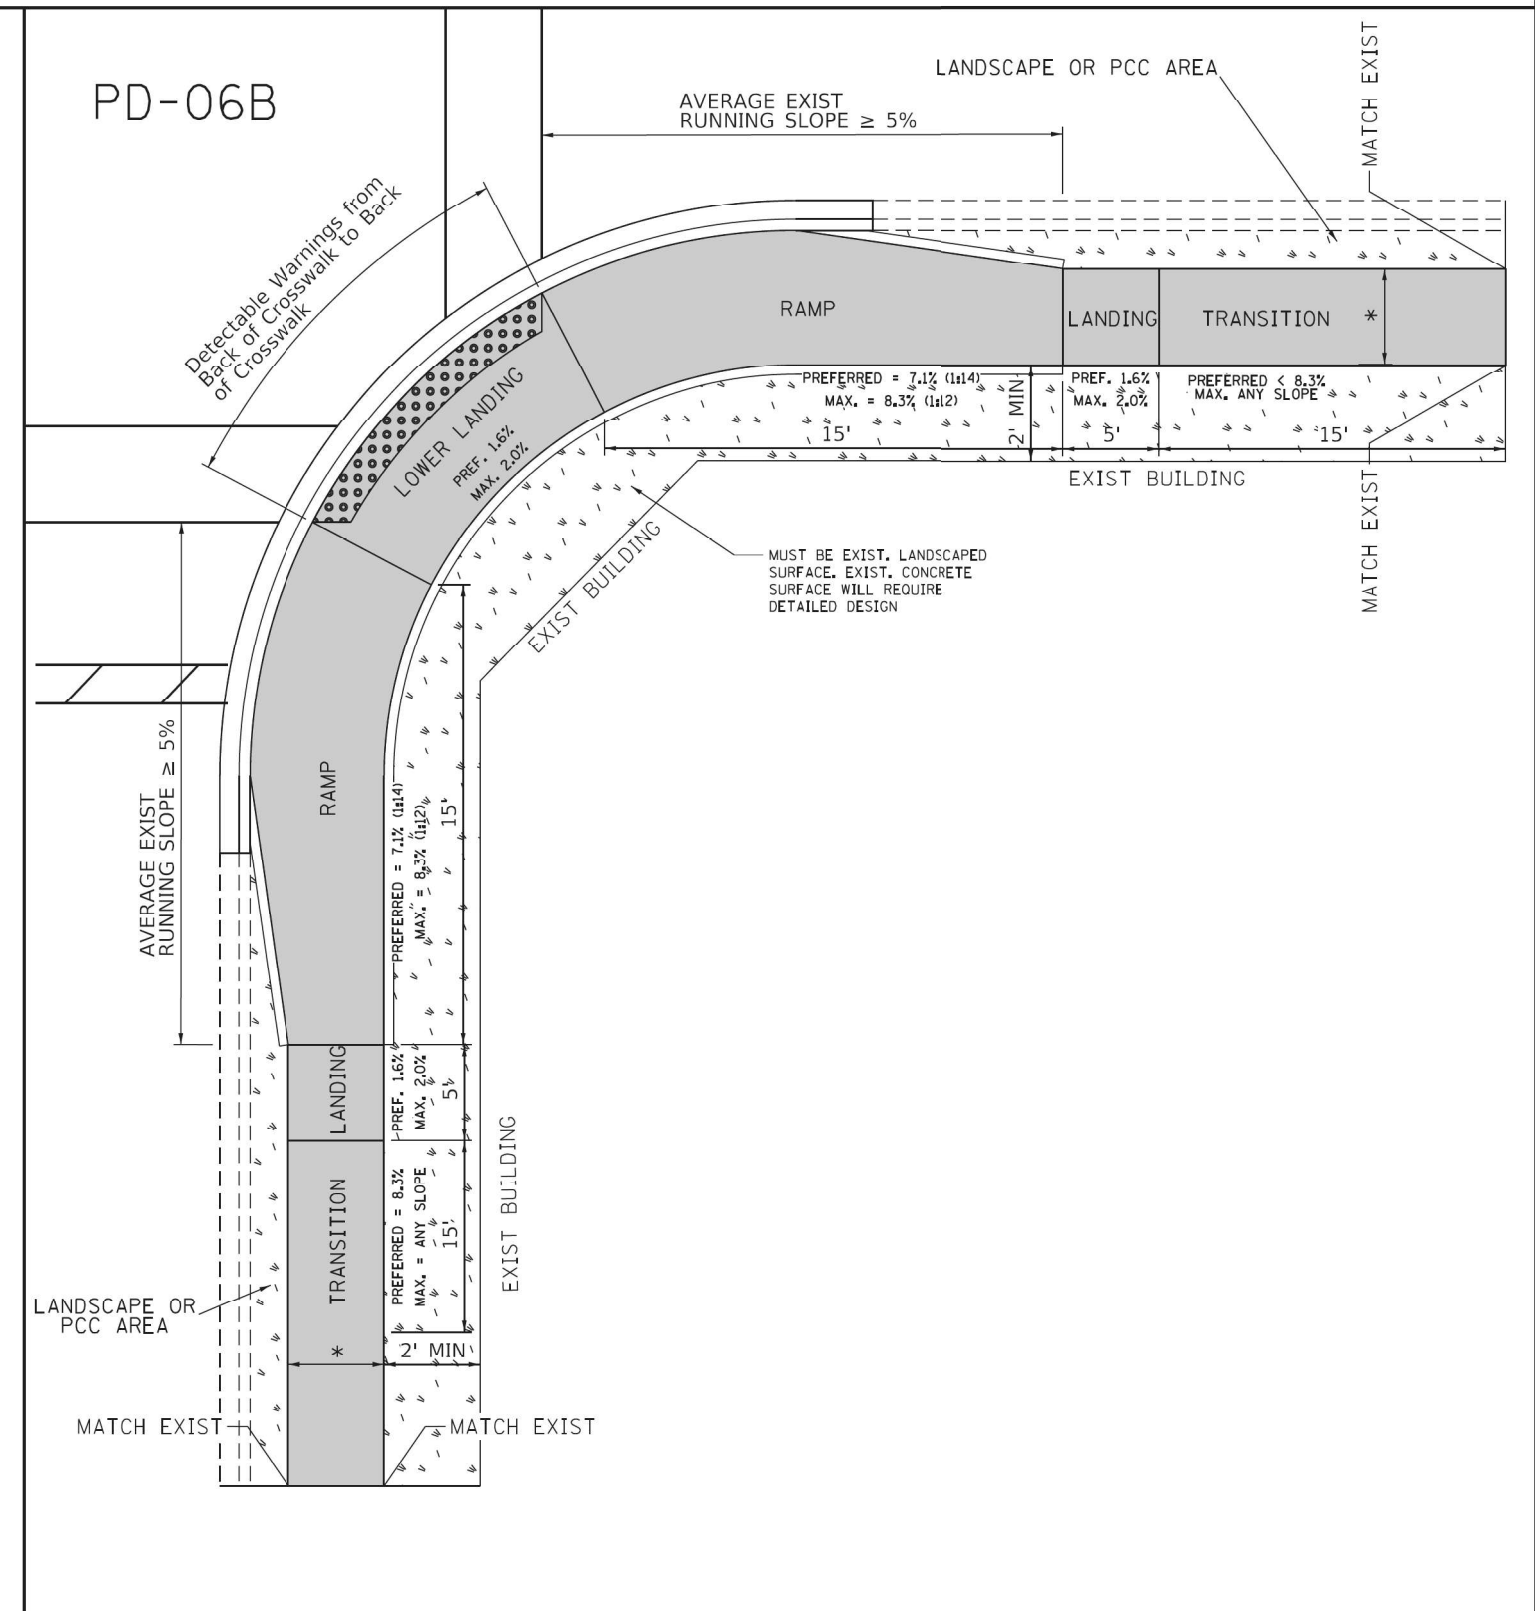 PD-06B
LANDSCAPE OR PCC AREA
MATCH EXIST
AVERAGE EXIST
RUNNING SLOPE ≥ 5%
Detectable Warnings from
Back of Crosswalk to Back
of Crosswalk
RAMP
LANDING
TRANSITION
*
PREFERRED = 7.1% (1:14)
MAX. = 8.3% (1:12)
PREF. 1.6%
MAX. 2.0%
PREFERRED < 8.3%
MAX. ANY SLOPE
15'
2' MIN
5'
15'
EXIST BUILDING
MATCH EXIST
LOWER LANDING
PREF. 1.6%
MAX. 2.0%
EXIST BUILDING
MUST BE EXIST. LANDSCAPED
SURFACE. EXIST. CONCRETE
SURFACE WILL REQUIRE
DETAILED DESIGN
AVERAGE EXIST
RUNNING SLOPE ≥ 5%
RAMP
PREFERRED = 7.1% (1:14)
MAX. = 8.3% (1:12)
15'
LANDING
PREF. 1.6%
MAX. 2.0%
5'
TRANSITION
PREFERRED = 8.3%
MAX. = ANY SLOPE
15'
EXIST BUILDING
LANDSCAPE OR
PCC AREA
*
2' MIN
MATCH EXIST
MATCH EXIST